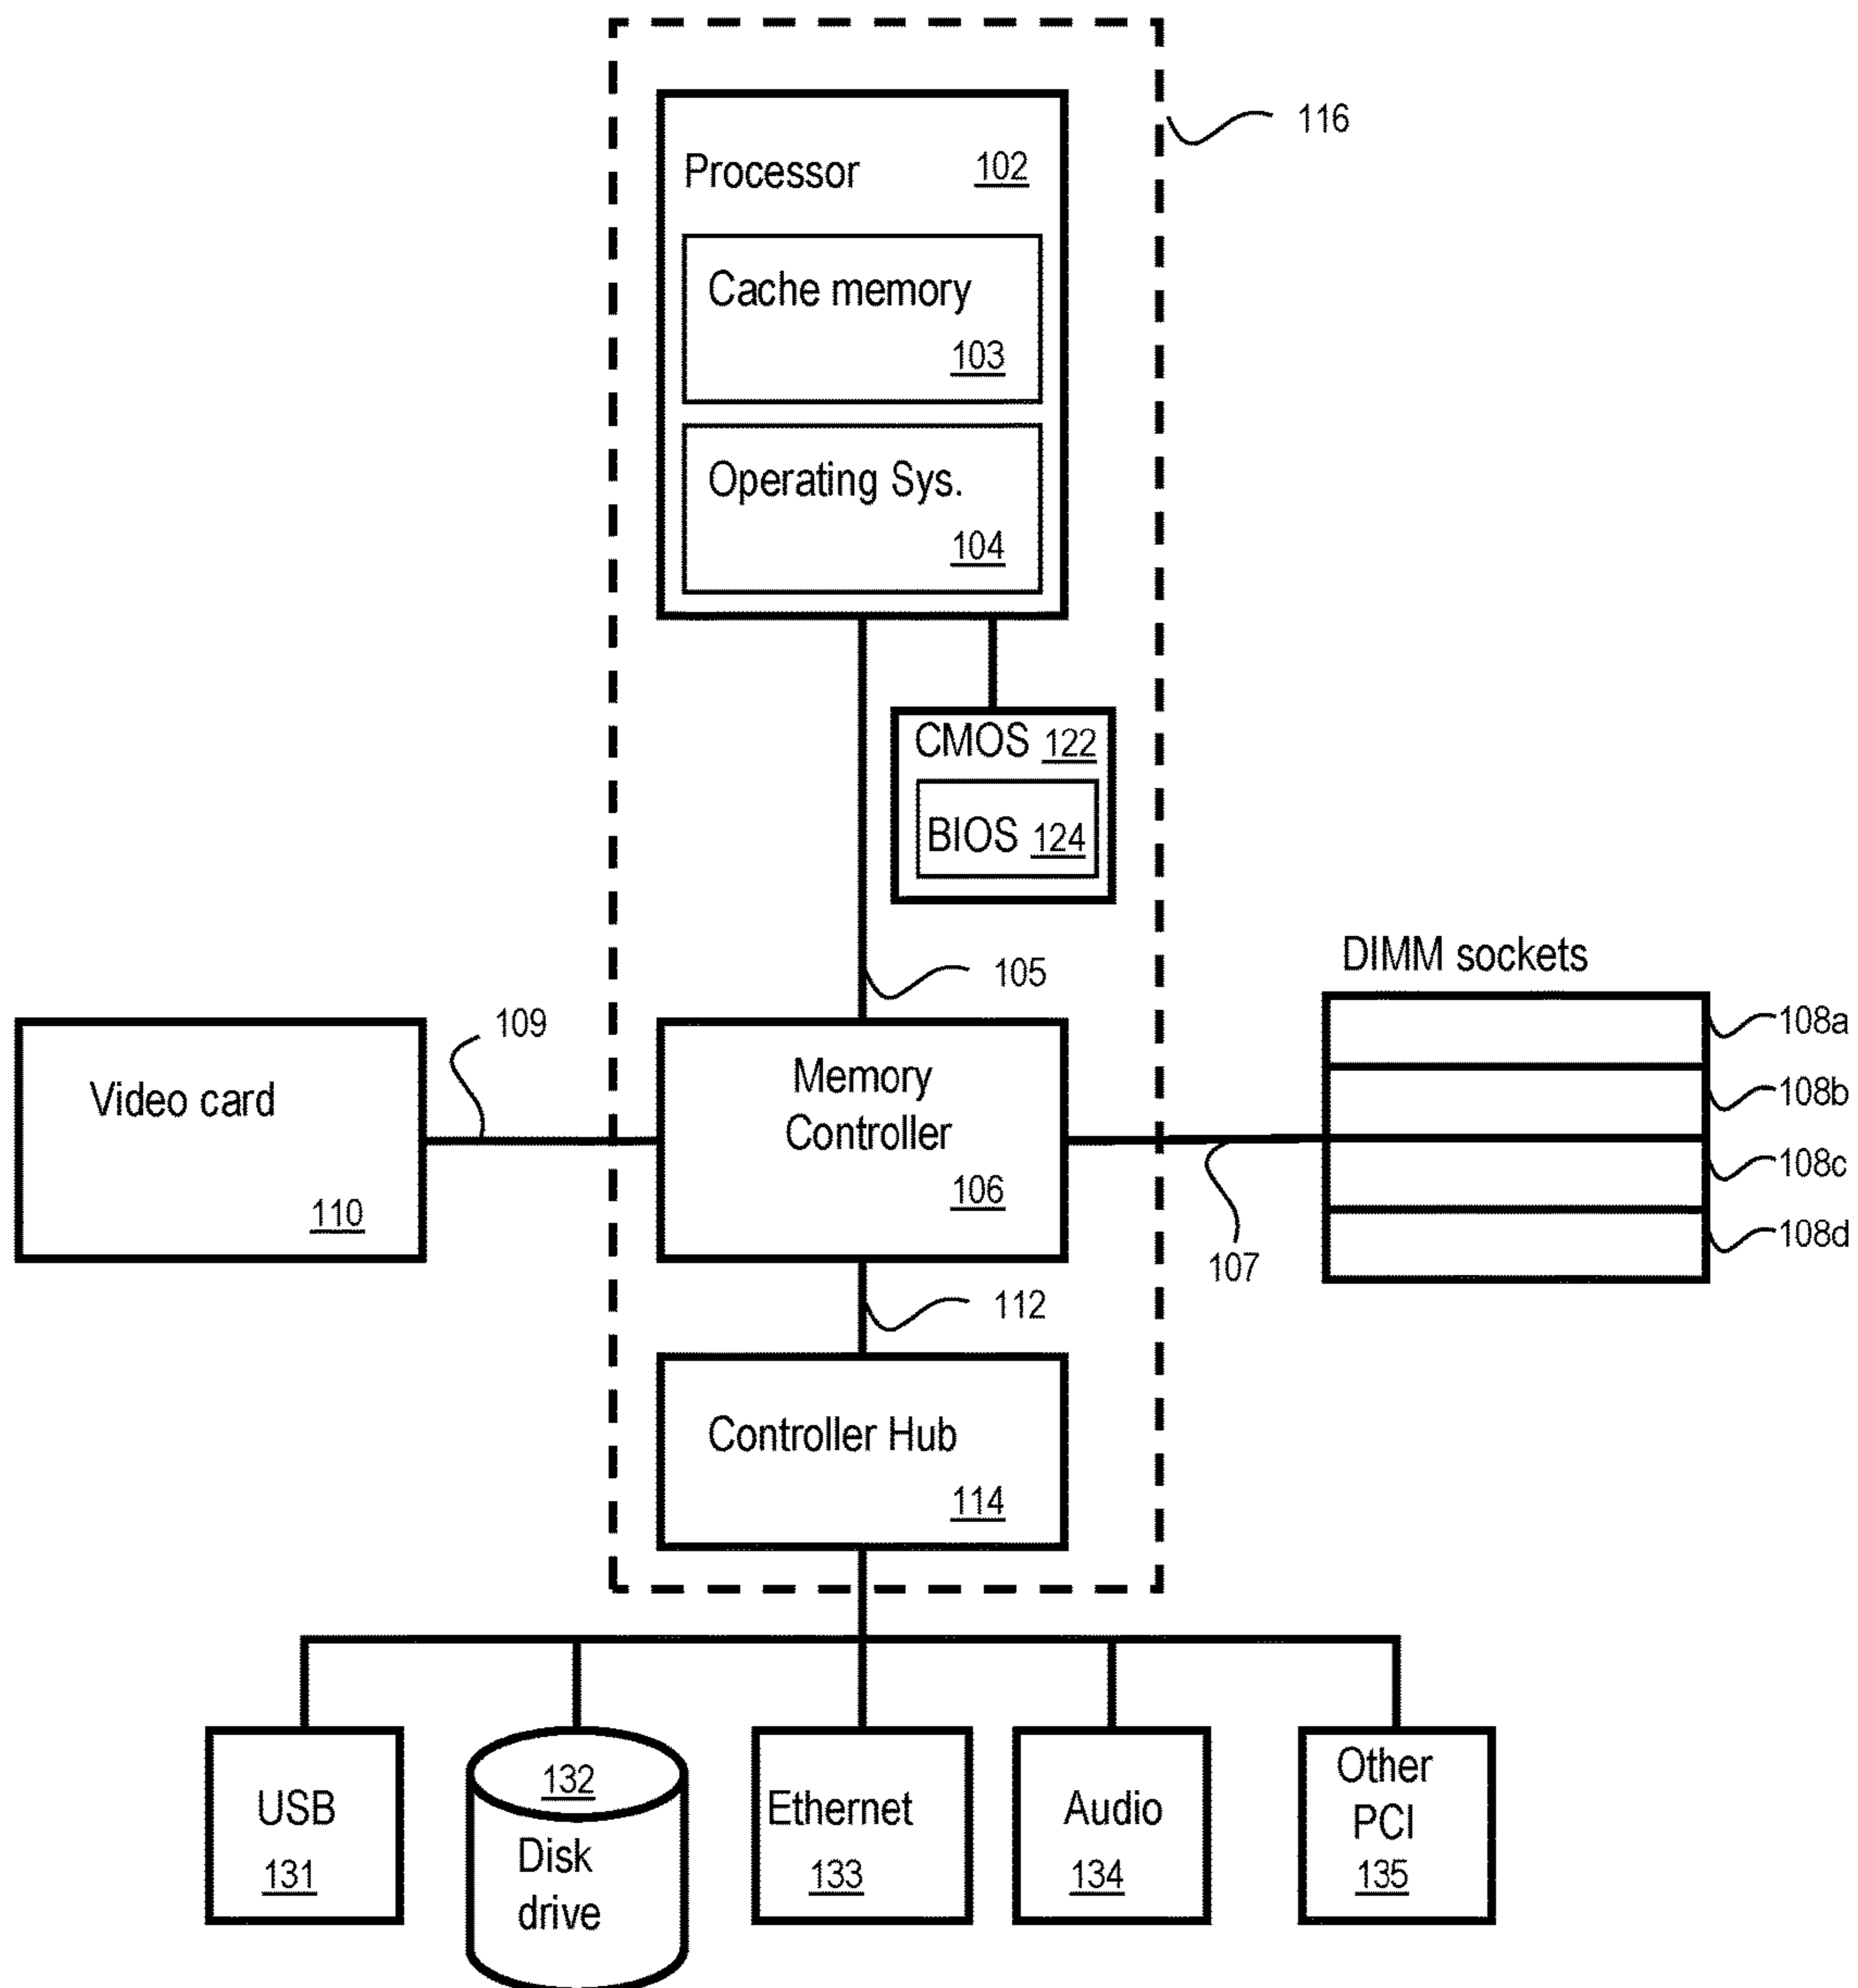 116
Processor 102
Cache memory
103
Operating Sys.
104
CMOS 122
BIOS 124
105
DIMM sockets
108a
108b
108c
108d
109
Video card
110
Memory
Controller
106
107
112
Controller Hub
114
USB
131
132
Disk
drive
Ethernet
133
Audio
134
Other
PCI
135